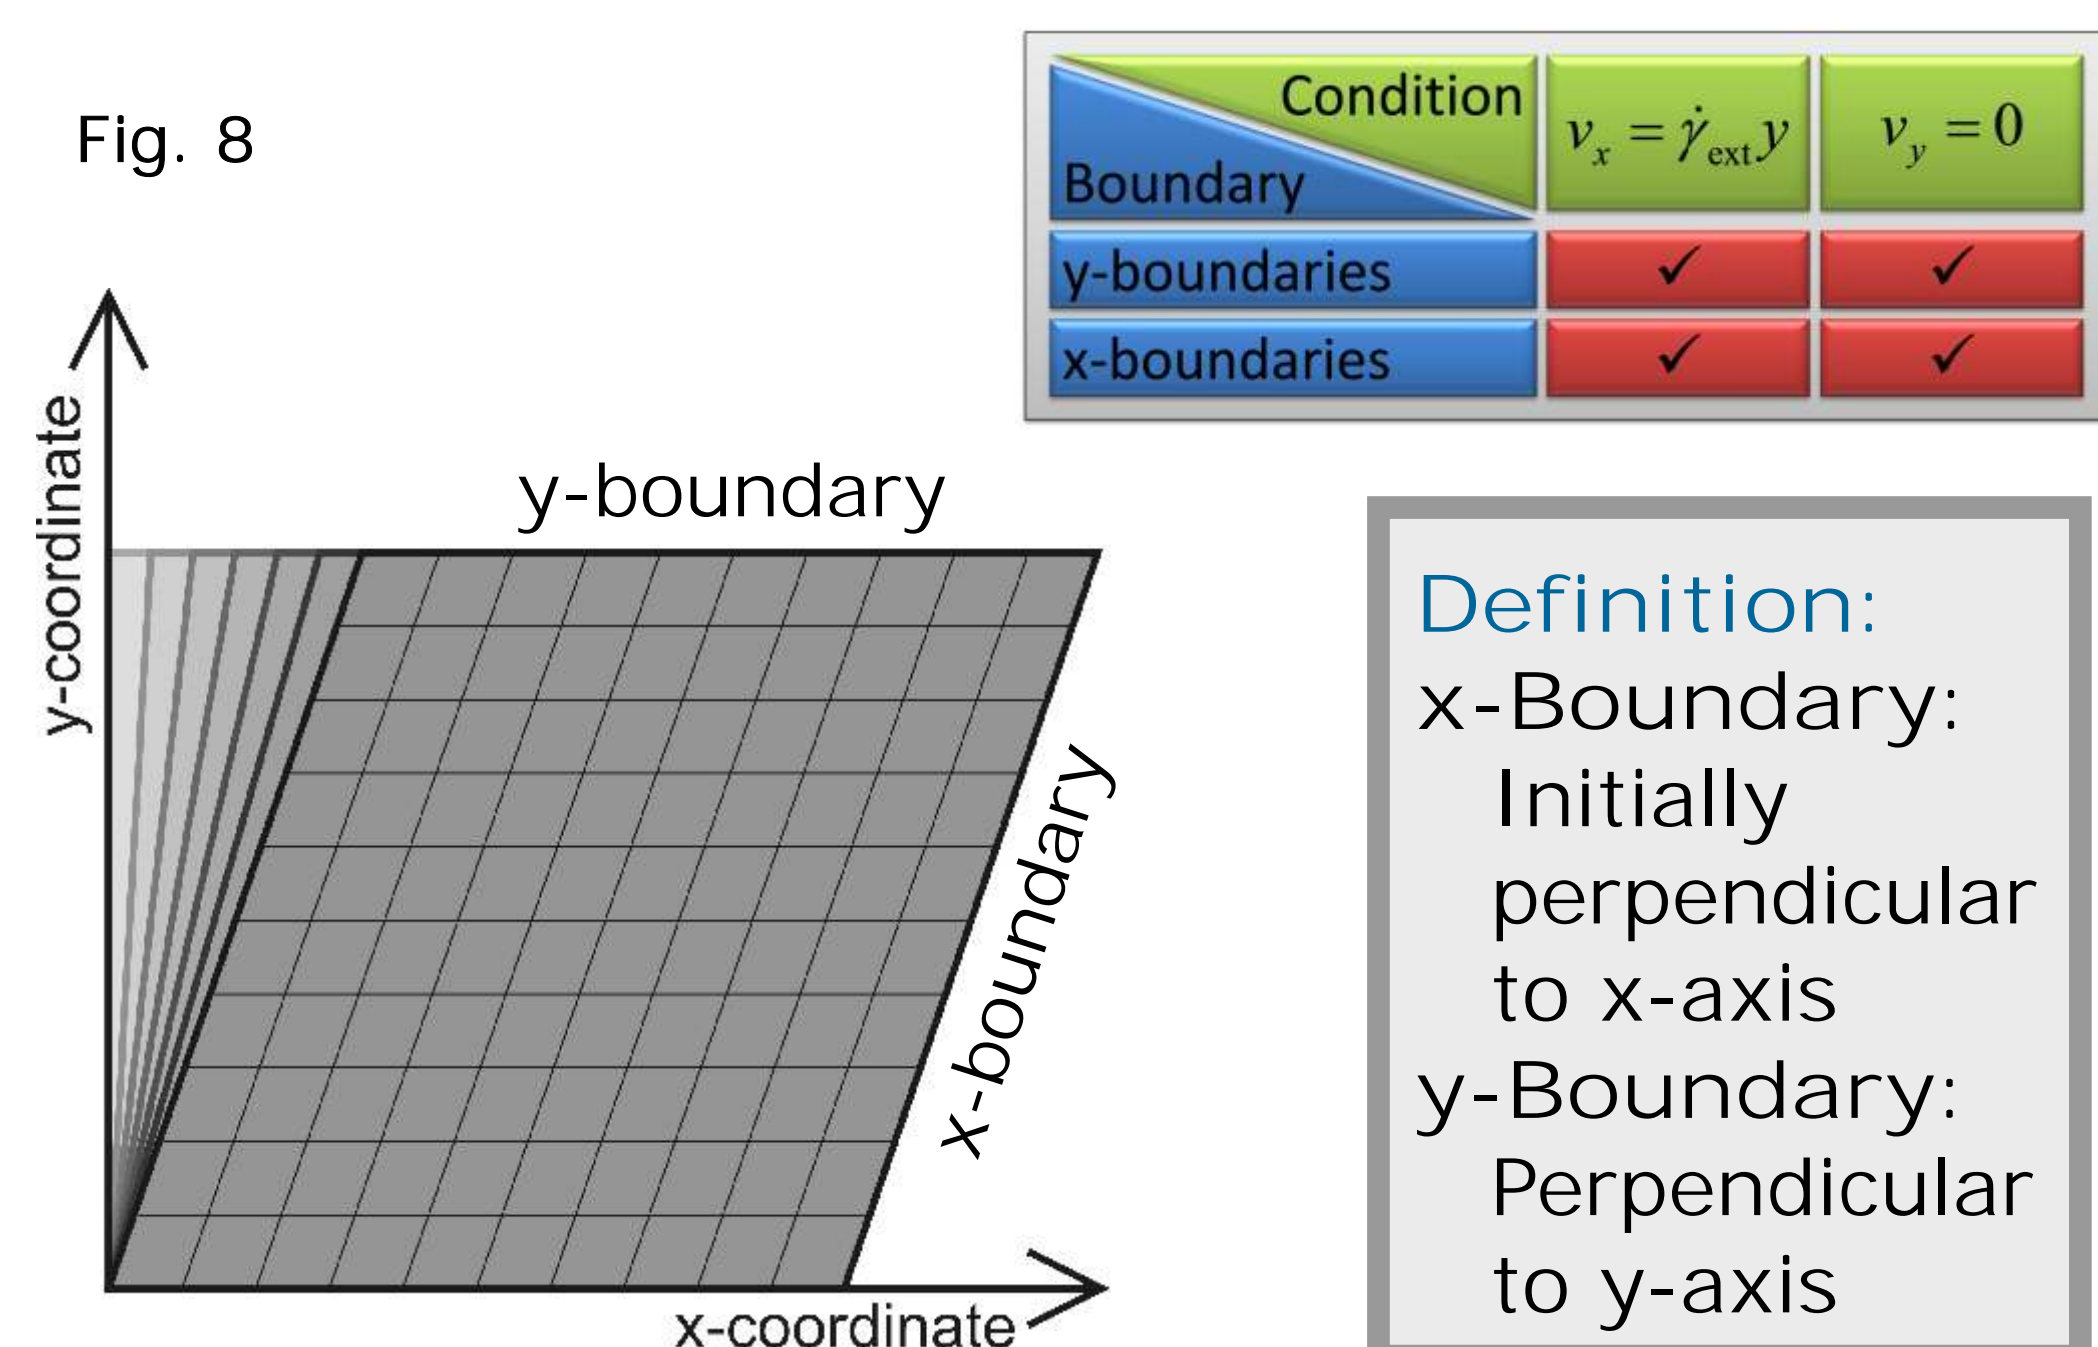 Fig. 8
Condition
Boundary
v_x = γ̇_ext y
v_y = 0
y-boundaries ✓ ✓
x-boundaries ✓ ✓
y-coordinate
y-boundary
x-boundary
x-coordinate
Definition:
x-Boundary:
Initially
perpendicular
to x-axis
y-Boundary:
Perpendicular
to y-axis